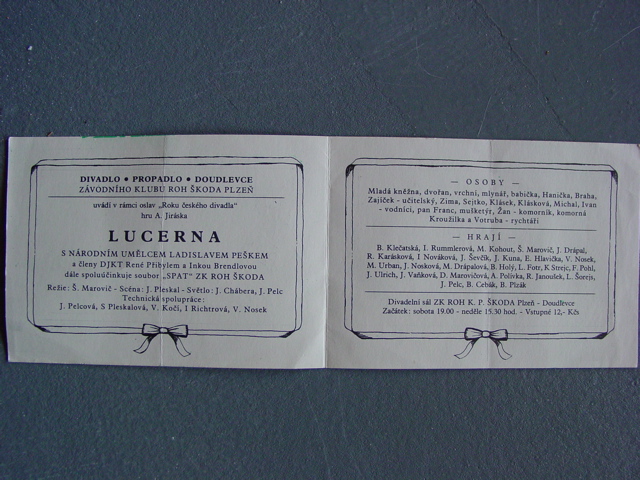 DIVADLO • PROPADLO • DOUDLEVCE
ZÁVODNÍHO KLUBU ROH ŠKODA PLZEŇ
uvádí v rámci oslav „Roku českého divadla"
hru A. Jiráska
LUCERNA
S NÁRODNÍM UMĚLCEM LADISLAVEM PEŠKEM
a členy DJKT René Přibylem a Inkou Brendlovou
dále spoluúčinkuje soubor „SPAT" ZK ROH ŠKODA
Režie: Š. Marovič - Scéna: J. Pleskal - Světlo: J. Chábera, J. Pelc
Technická spolupráce:
J. Pelcová, S Pleskalová, V. Kočí, I Richtrová, V. Nosek
— OSOBY —
Mladá kněžna, dvořan, vrchní, mlynář, babička, Hanička, Braha,
Zajíček - učitelský, Zima, Sejtko, Klásek, Klásková, Michal, Ivan
- vodníci, pan Franc, mušketýr, Žan - komorník, komorná
Kroužilka a Votruba - rychtáři
— HRAJÍ —
B. Klečatská, I. Rummlerová, M. Kohout, Š. Marovič, J. Drápal,
R. Karásková, I Nováková, J. Ševčík, J. Kuna, E. Hlavička, V. Nosek,
M. Urban, J. Nosková, M. Drápalová, B. Holý, L. Fotr, K Strejc, F. Pohl,
J. Ulrich, J. Vaňková, D. Marovičová, A. Polívka, R. Janoušek, L. Šorejs,
J. Pelc, B. Cebák, B. Plzák
Divadelní sál ZK ROH K. P. ŠKODA Plzeň - Doudlevce
Začátek: sobota 19.00 - neděle 15.30 hod. - Vstupné 12,- Kčs